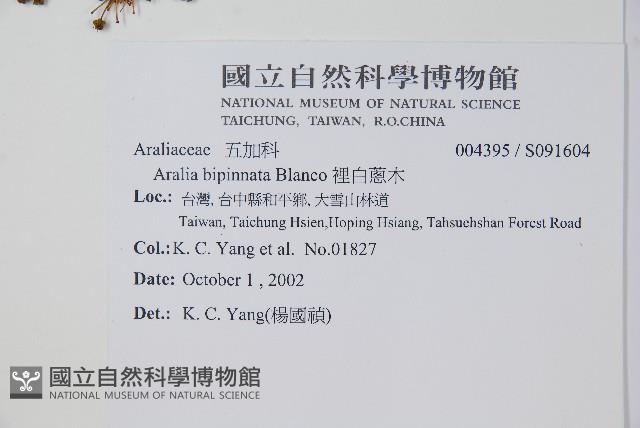 國立自然科學博物館
NATIONAL MUSEUM OF NATURAL SCIENCE
TAICHUNG, TAIWAN, R.O.CHINA
Araliaceae 五加科 004395 / S091604
Aralia bipinnata Blanco 裡白蔥木
Loc.: 台灣, 台中縣和平鄉, 大雪山林道
Taiwan, Taichung Hsien,Hoping Hsiang, Tahsuehshan Forest Road
Col.: K. C. Yang et al. No.01827
Date: October 1 , 2002
Det.: K. C. Yang(楊國禎)
國立自然科學博物館
NATIONAL MUSEUM OF NATURAL SCIENCE